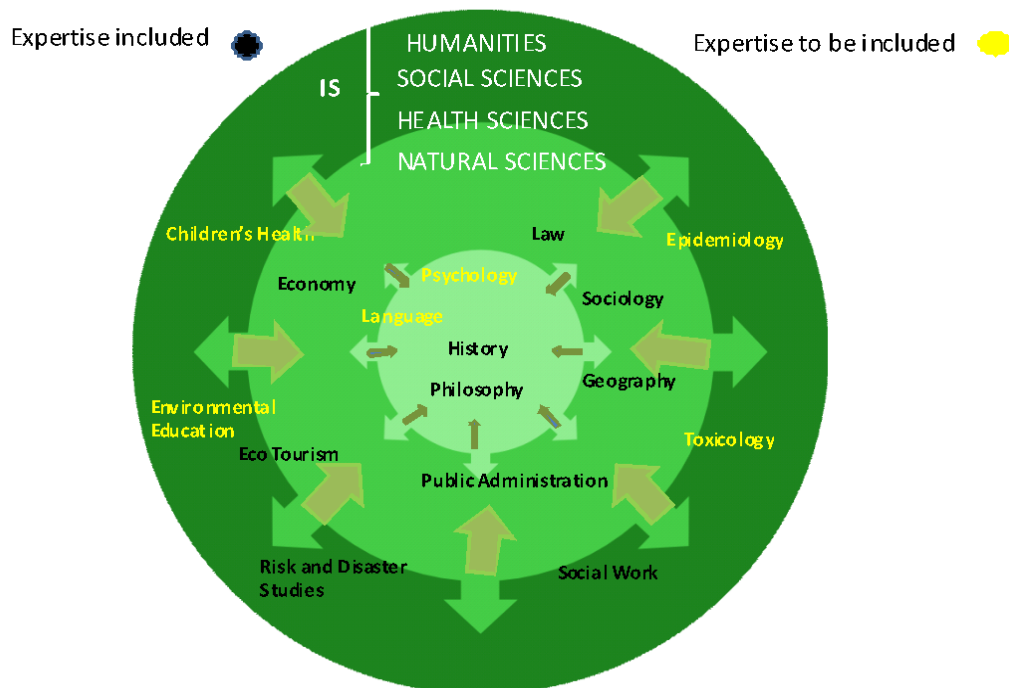 Expertise included
Expertise to be included
IS
HUMANITIES
SOCIAL SCIENCES
HEALTH SCIENCES
NATURAL SCIENCES
Children's Health
Law
Epidemiology
Economy
Psychology
Sociology
Language
History
Philosophy
Geography
Environmental
Education
Toxicology
Eco Tourism
Public Administration
Risk and Disaster
Studies
Social Work